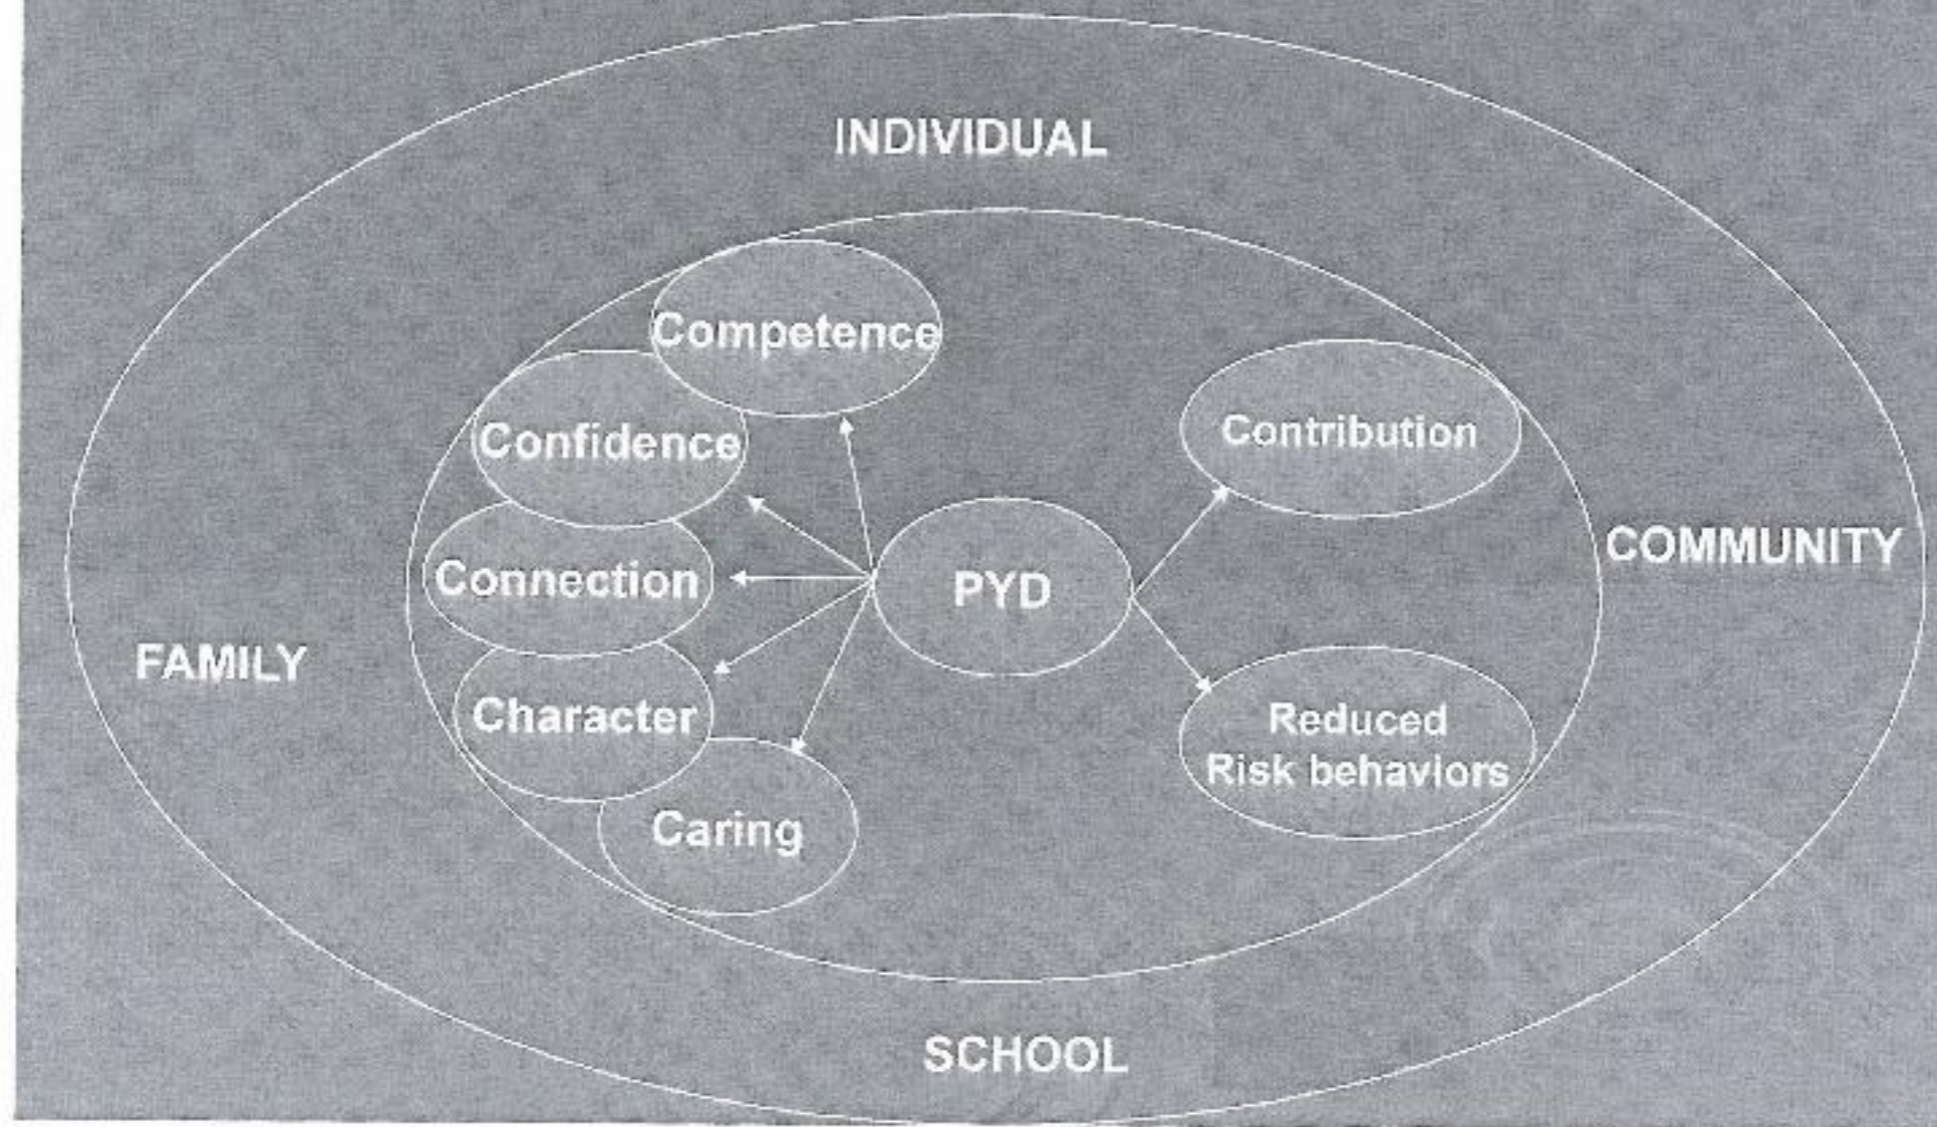 INDIVIDUAL
Competence
Confidence
Contribution
Connection
PYD
COMMUNITY
FAMILY
Character
Reduced
Risk behaviors
Caring
SCHOOL